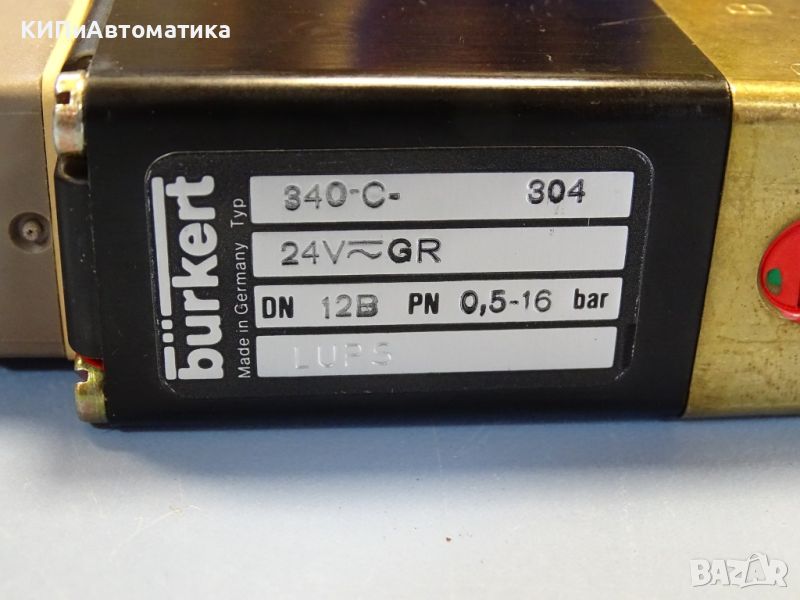 КИПиАвтоматика
bürkert
Made in Germany Typ
340-C- 304
24V⎓~GR
DN 12B PN 0,5-16 bar
LUPS
BAZAR